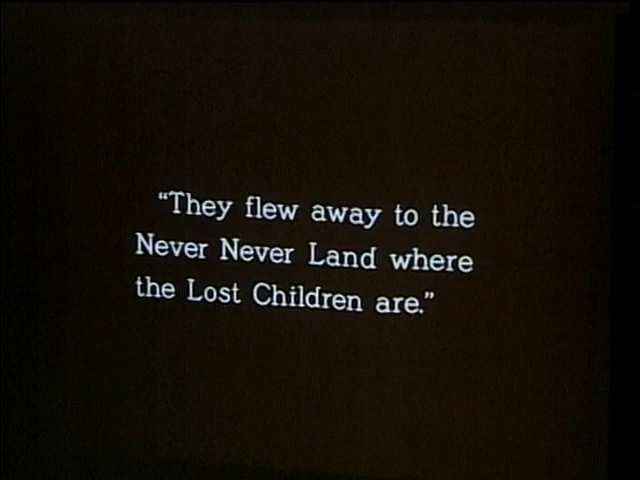 “They flew away to the
Never Never Land where
the Lost Children are.”